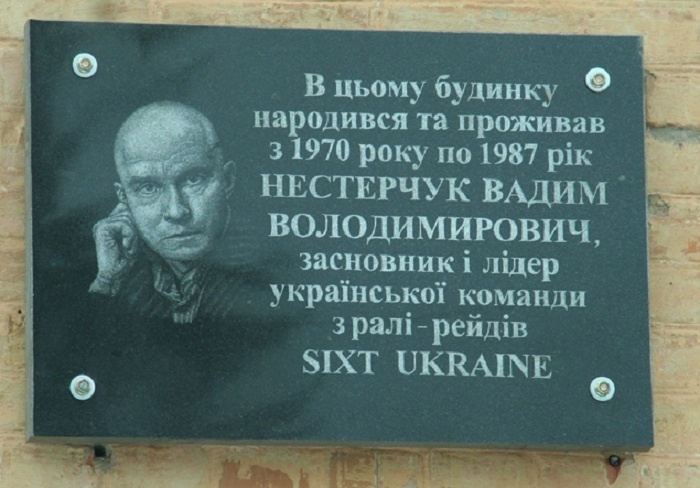 В цьому будинку
народився та проживав
з 1970 року по 1987 рік
НЕСТЕРЧУК ВАДИМ
ВОЛОДИМИРОВИЧ,
засновник і лідер
української команди
з ралі - рейдів
SIXT UKRAINE